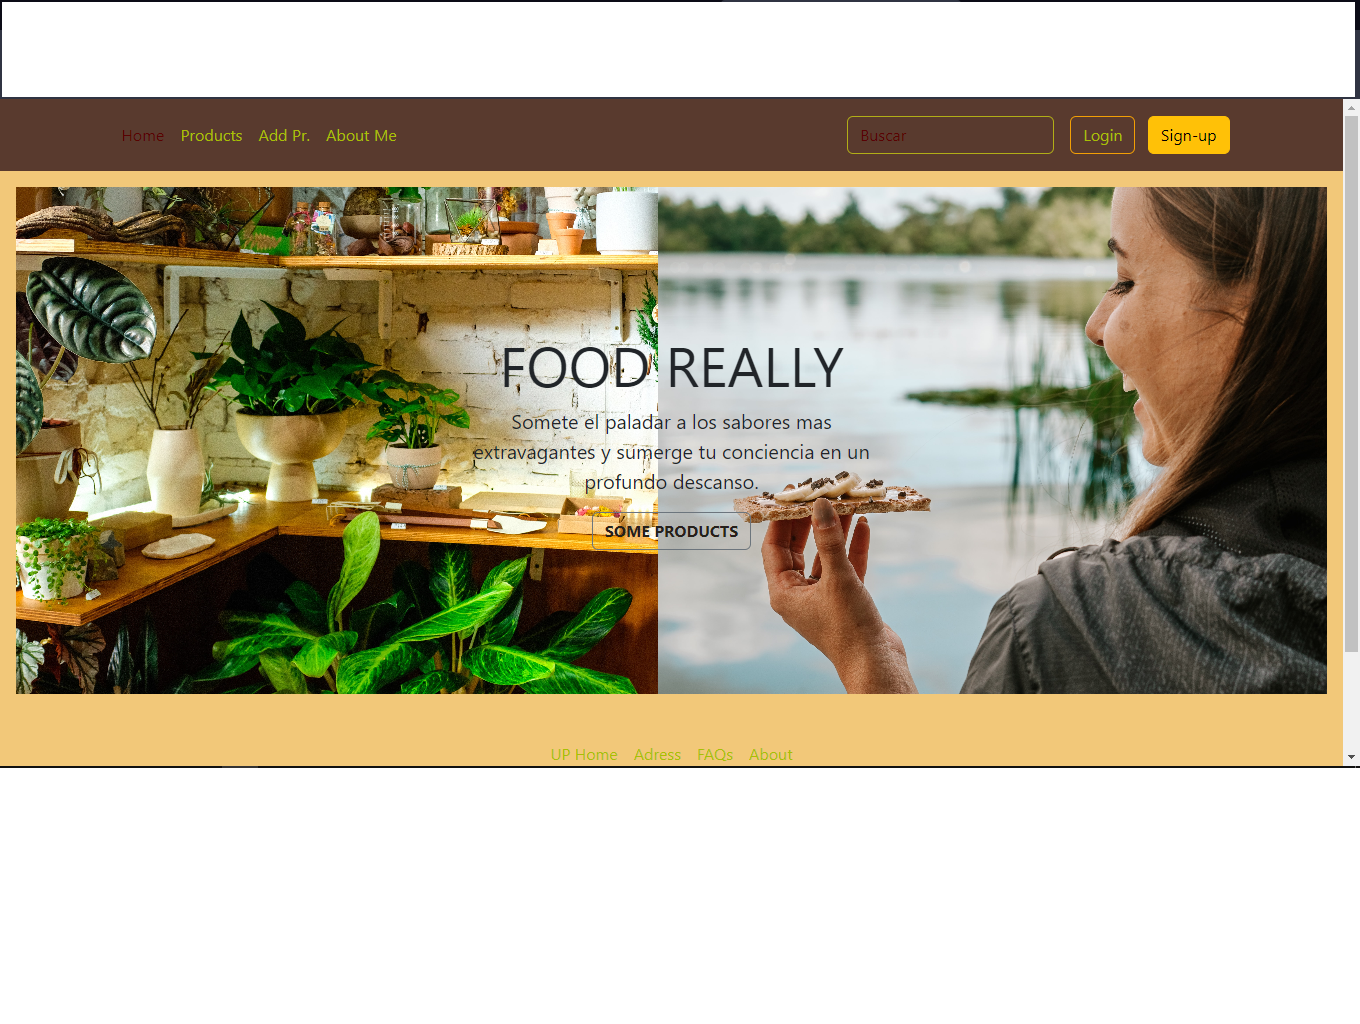 Home Products Add Pr. About Me Buscar Login Sign-up
FOOD REALLY
Somete el paladar a los sabores mas
extravagantes y sumerge tu conciencia en un
profundo descanso.
SOME PRODUCTS
UP Home Adress FAQs About